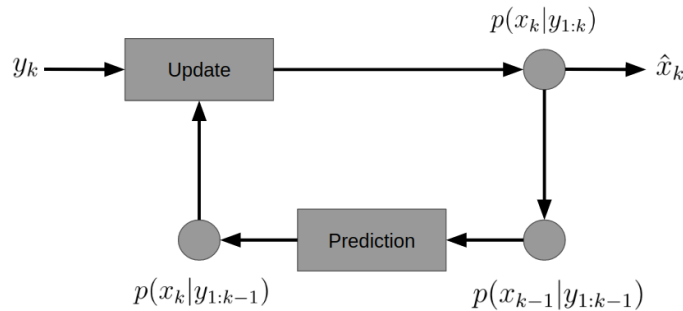 p(x_k|y_{1:k})
y_k
Update
x̂_k
Prediction
p(x_k|y_{1:k-1})
p(x_{k-1}|y_{1:k-1})